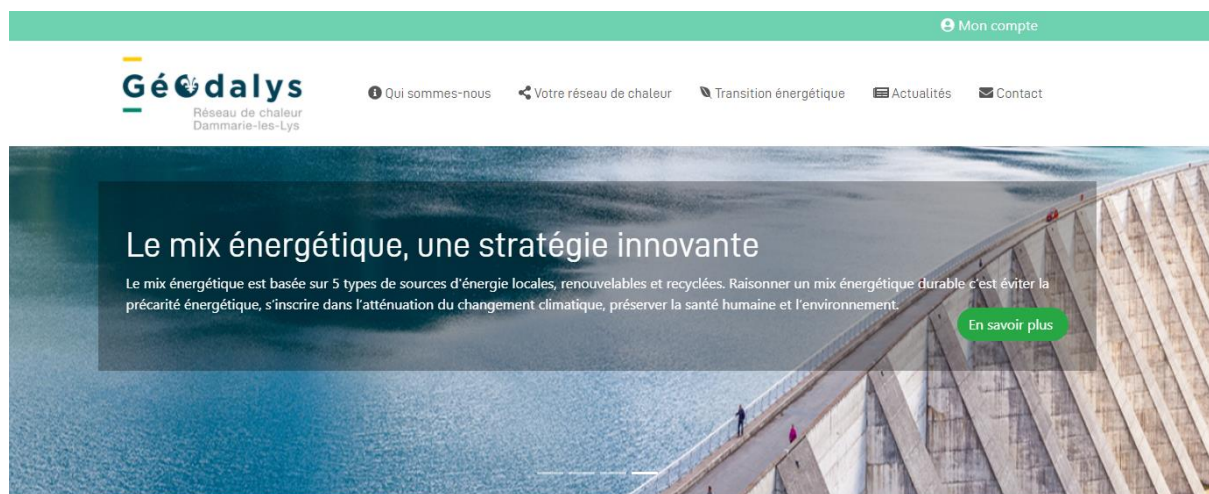 Mon compte
Géodalys
Réseau de chaleur
Dammarie-les-Lys
Qui sommes-nous
Votre réseau de chaleur
Transition énergétique
Actualités
Contact
Le mix énergétique, une stratégie innovante
Le mix énergétique est basée sur 5 types de sources d'énergie locales, renouvelables et recyclées. Raisonner un mix énergétique durable c'est éviter la
précarité énergétique, s'inscrire dans l'atténuation du changement climatique, préserver la santé humaine et l'environnement.
En savoir plus